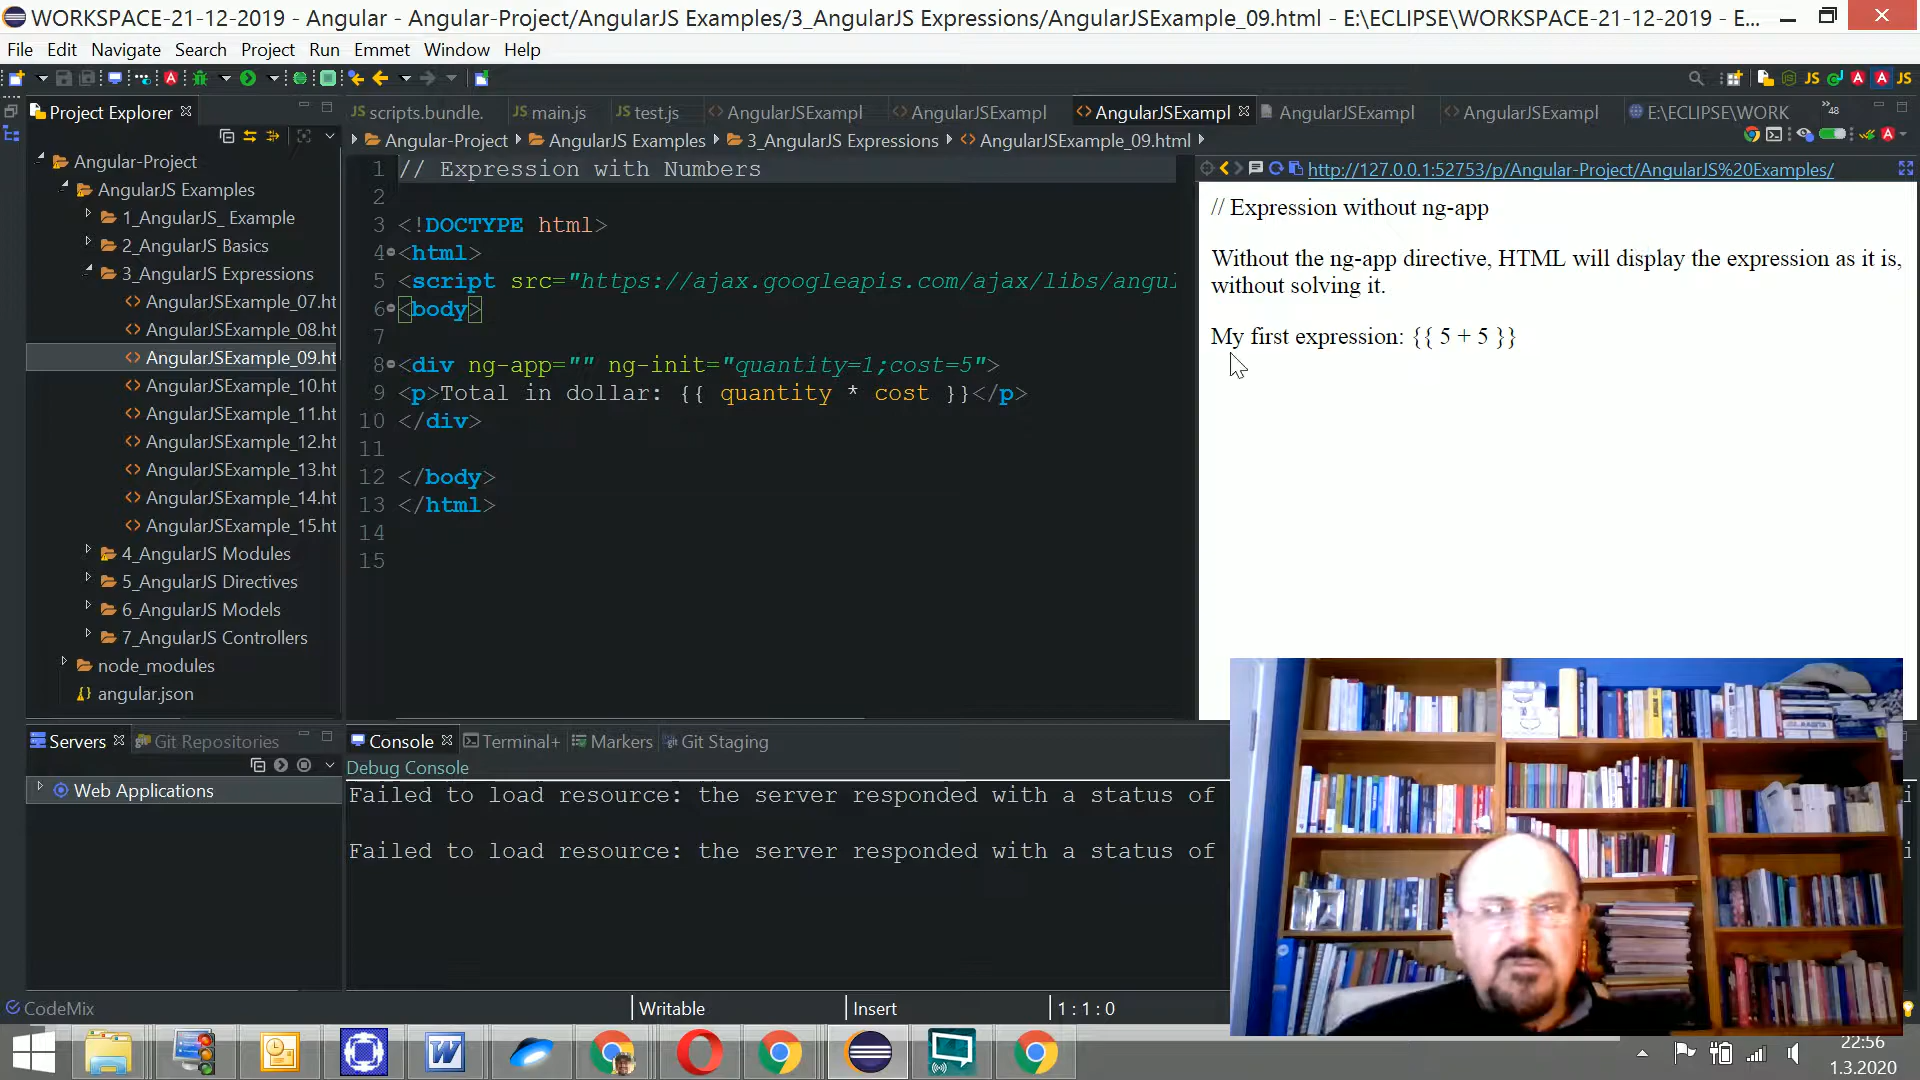 WORKSPACE-21-12-2019 - Angular - Angular-Project/AngularJS Examples/3_AngularJS Expressions/AngularJSExample_09.html - E:\ECLIPSE\WORKSPACE-21-12-2019 - E...
File Edit Navigate Search Project Run Emmet Window Help
Project Explorer
scripts.bundle. main.js test.js AngularJSExampl AngularJSExampl AngularJSExampl AngularJSExampl AngularJSExampl E:\ECLIPSE\WORK 48
Angular-Project AngularJS Examples 3_AngularJS Expressions AngularJSExample_09.html
Angular-Project
AngularJS Examples
1_AngularJS_ Example
2_AngularJS Basics
3_AngularJS Expressions
AngularJSExample_07.ht
AngularJSExample_08.ht
AngularJSExample_09.ht
AngularJSExample_10.ht
AngularJSExample_11.ht
AngularJSExample_12.ht
AngularJSExample_13.ht
AngularJSExample_14.ht
AngularJSExample_15.ht
4_AngularJS Modules
5_AngularJS Directives
6_AngularJS Models
7_AngularJS Controllers
node_modules
angular.json
1 // Expression with Numbers
2
3 <!DOCTYPE html>
4 <html>
5 <script src="https://ajax.googleapis.com/ajax/libs/angul
6 <body>
7
8 <div ng-app="" ng-init="quantity=1;cost=5">
9 <p>Total in dollar: {{ quantity * cost }}</p>
10 </div>
11
12 </body>
13 </html>
14
15
http://127.0.0.1:52753/p/Angular-Project/AngularJS%20Examples/
// Expression without ng-app
Without the ng-app directive, HTML will display the expression as it is,
without solving it.
My first expression: {{ 5 + 5 }}
Servers Git Repositories
Web Applications
Console Terminal+ Markers Git Staging
Debug Console
Failed to load resource: the server responded with a status of
Failed to load resource: the server responded with a status of
CodeMix Writable Insert 1 : 1 : 0
22:56
1.3.2020